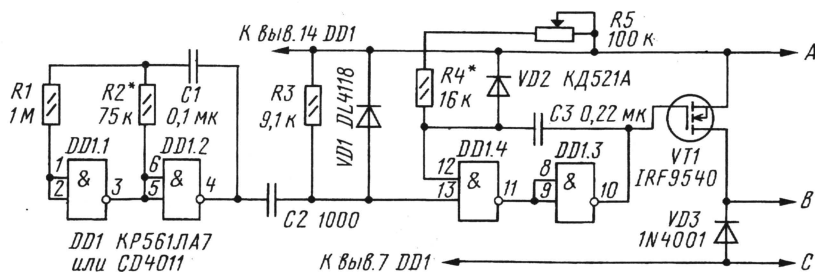 К выв.14 DD1
R5
100 к
A
R1
1 М
R2*
75 к
C1
0,1 мк
R3
9,1 к
VD1 DL4118
R4*
16 к
VD2 КД521А
C3 0,22 мк
VT1
IRF9540
DD1.1
&
1
2
3
DD1.2
&
6
5
4
C2 1000
DD1.4
&
12
13
11
DD1.3
&
8
9
10
B
VD3
1N4001
DD1 КР561ЛА7
или CD4011
К выв.7 DD1
C